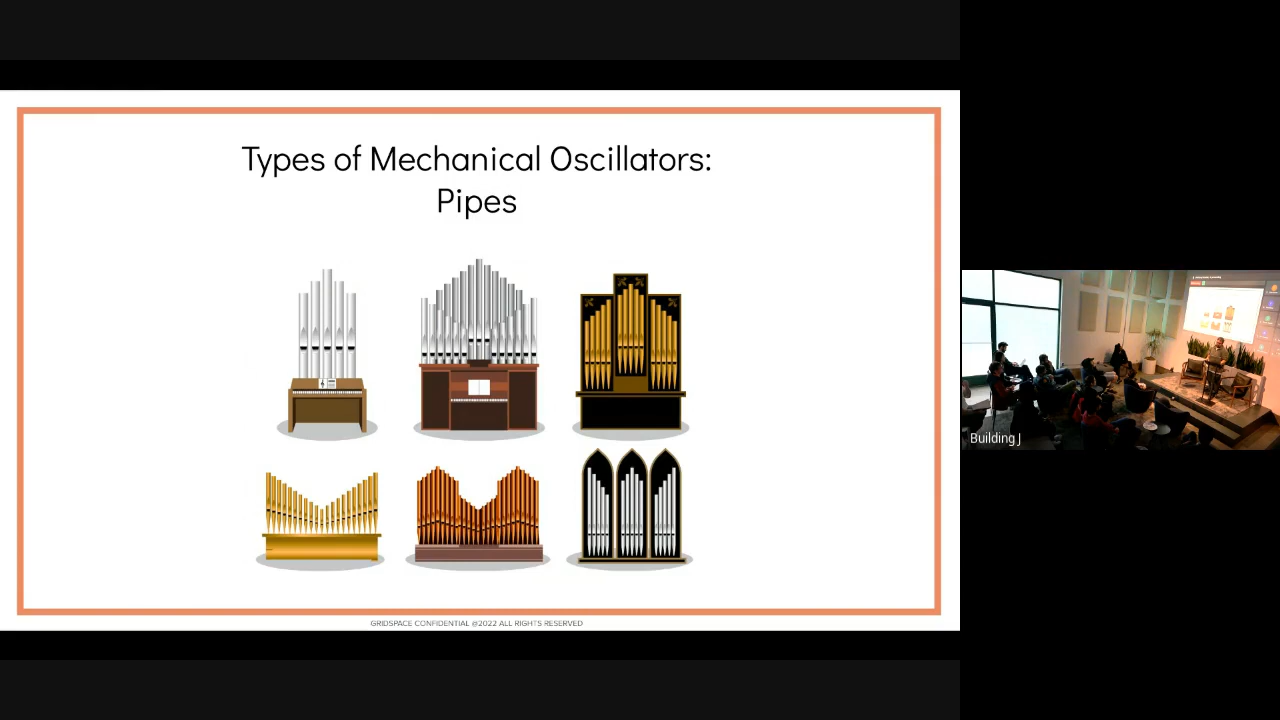 Types of Mechanical Oscillators:
Pipes
GRIDSPACE CONFIDENTIAL @2022 ALL RIGHTS RESERVED
Building J